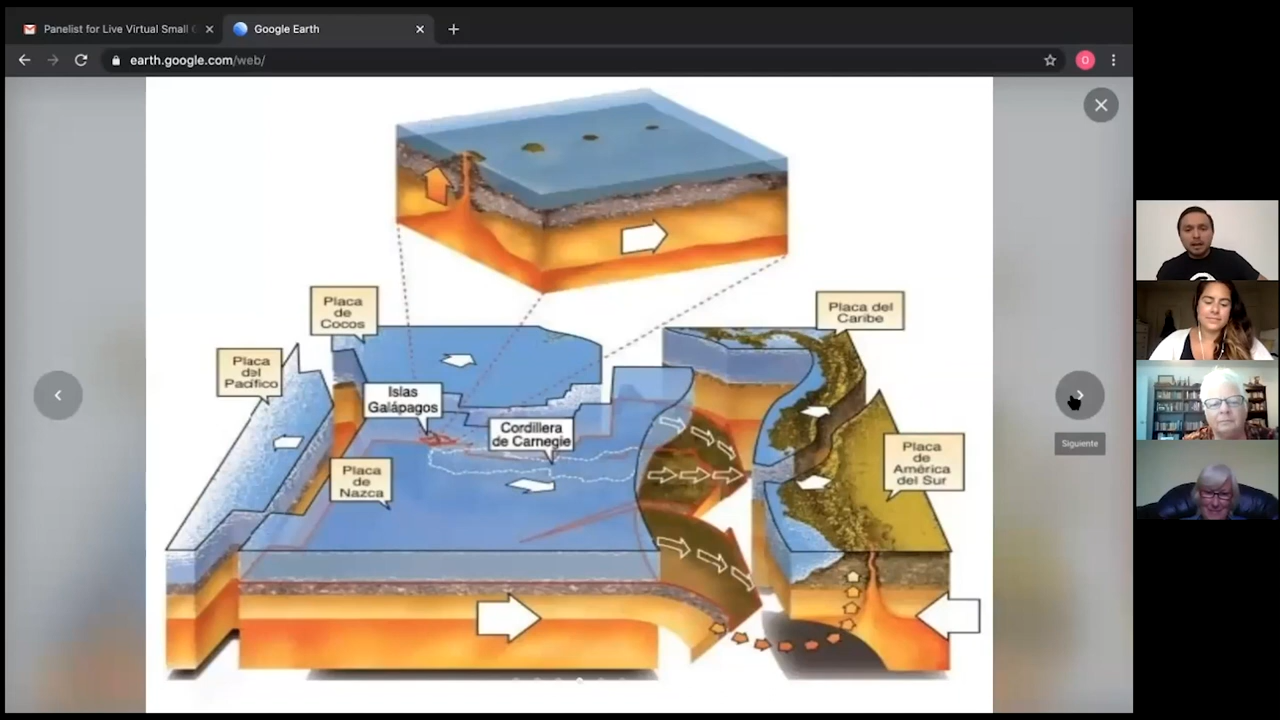 Panelist for Live Virtual Small
Google Earth
earth.google.com/web/
O
Placa
de
Cocos
Placa del
Caribe
Placa
del
Pacífico
Islas
Galápagos
Cordillera
de Carnegie
Placa
de
Nazca
Placa
de
América
del Sur
Siguiente